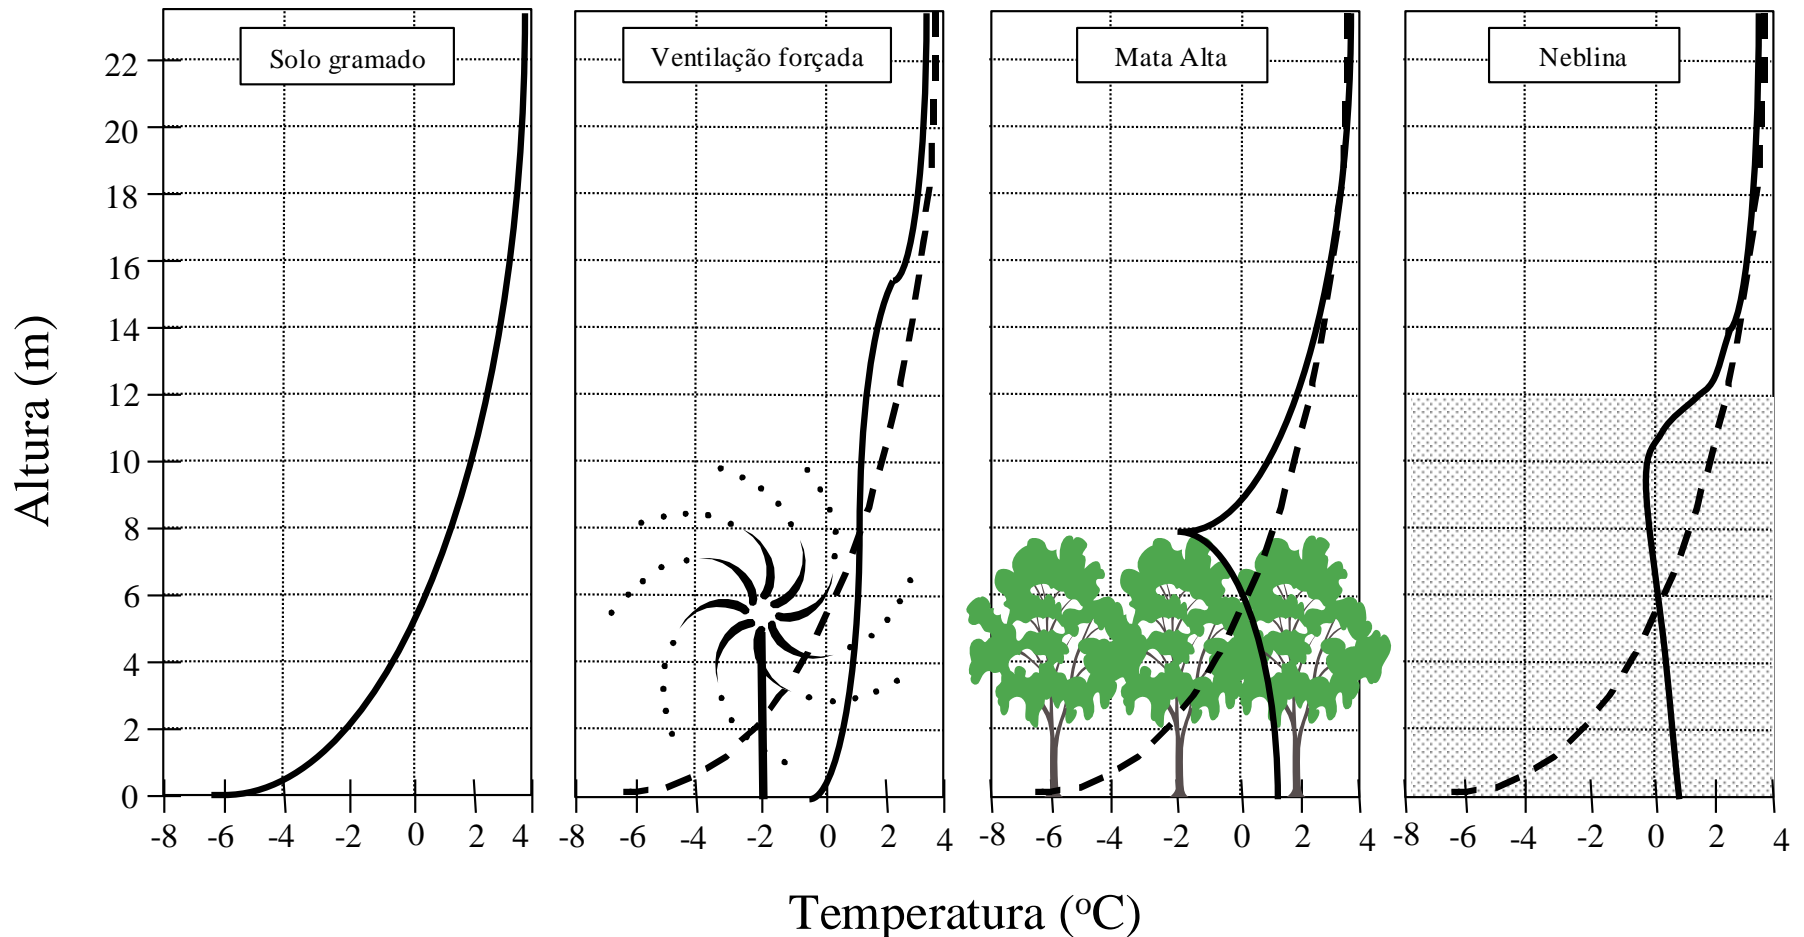 Solo gramado
Ventilação forçada
Mata Alta
Neblina
Altura (m)
22
20
18
16
14
12
10
8
6
4
2
0
-8 -6 -4 -2 0 2 4
-8 -6 -4 -2 0 2 4
-8 -6 -4 -2 0 2 4
-8 -6 -4 -2 0 2 4
Temperatura (ºC)